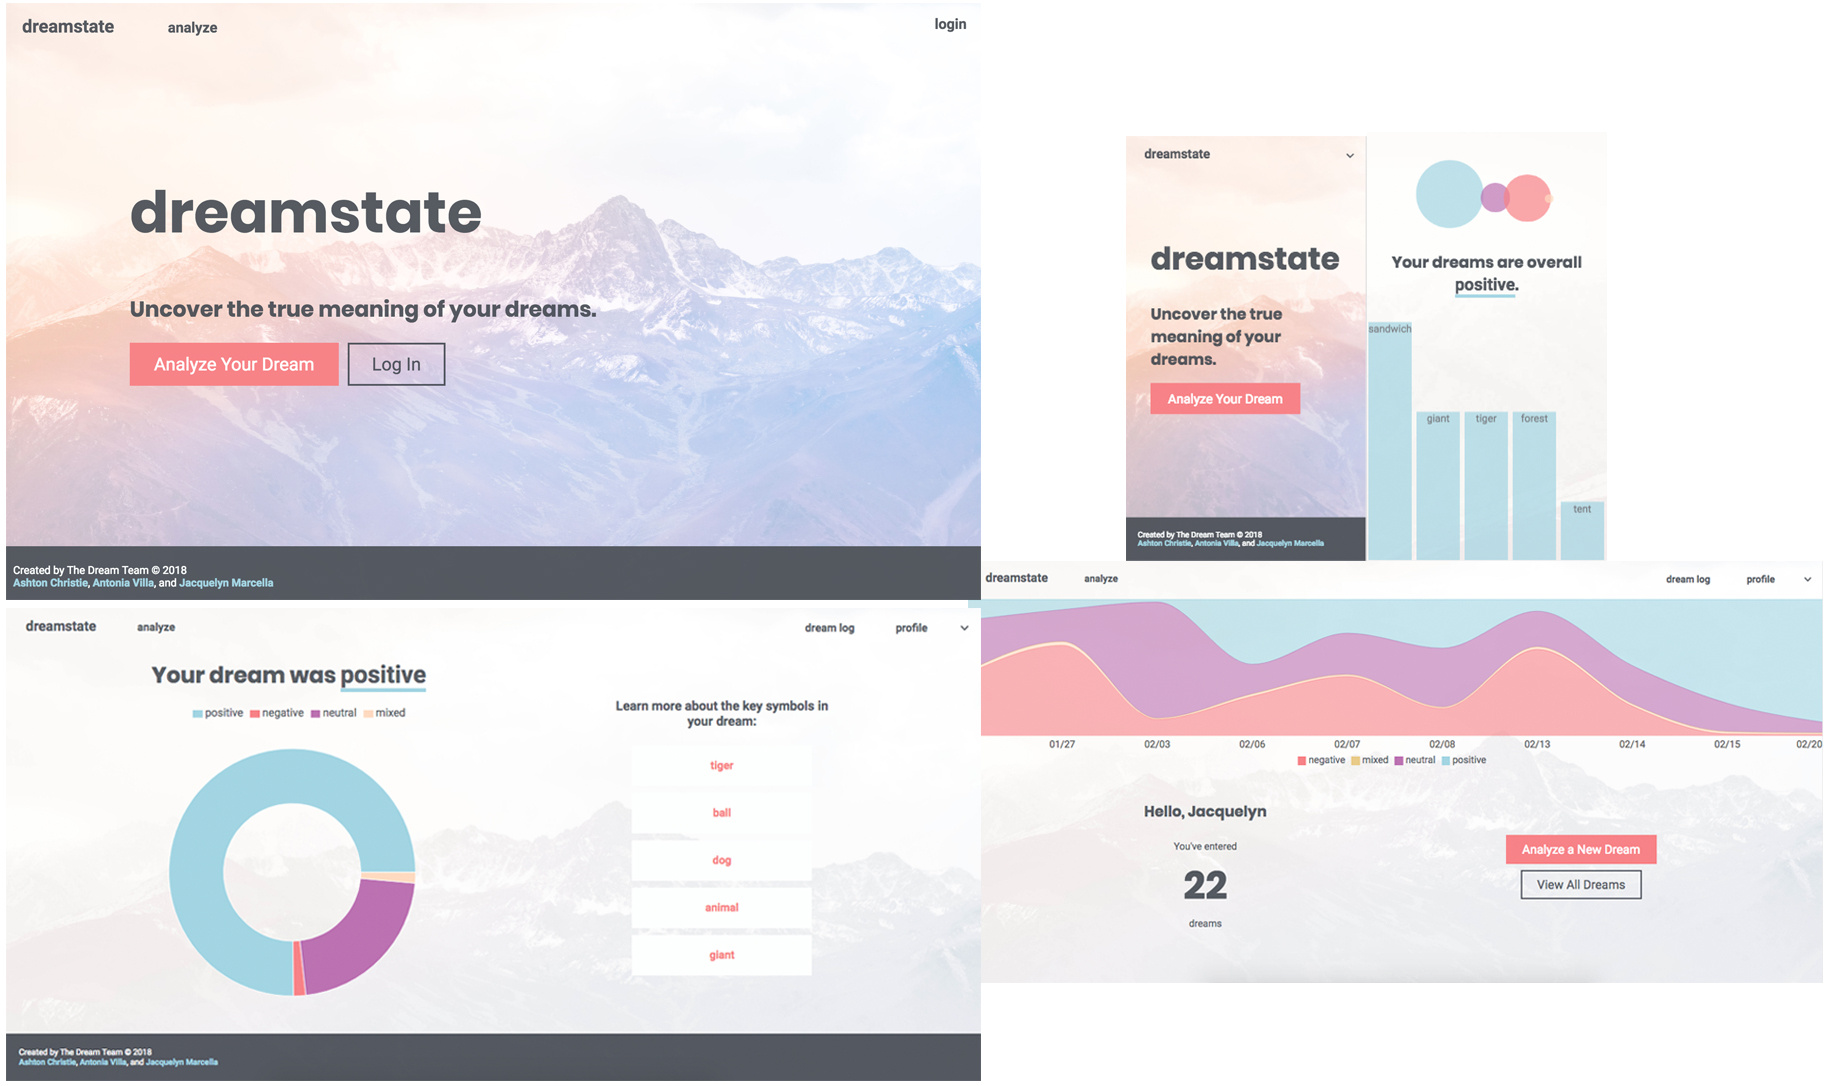 dreamstate
analyze
login
dreamstate
Uncover the true meaning of your dreams.
Analyze Your Dream
Log In
Created by The Dream Team © 2018
Ashton Christie, Antonia Villa, and Jacquelyn Marcella
dreamstate
dreamstate
Uncover the true
meaning of your
dreams.
Analyze Your Dream
Created by The Dream Team © 2018
Ashton Christie, Antonia Villa, and Jacquelyn Marcella
Your dreams are overall
positive.
sandwich
giant
tiger
forest
tent
dreamstate
analyze
dream log
profile
Your dream was positive
positive
negative
neutral
mixed
Learn more about the key symbols in
your dream:
tiger
ball
dog
animal
giant
Created by The Dream Team © 2018
Ashton Christie, Antonia Villa, and Jacquelyn Marcella
dreamstate
analyze
dream log
profile
01/27
02/03
02/06
02/07
02/08
02/13
02/14
02/15
02/20
negative
mixed
neutral
positive
Hello, Jacquelyn
You've entered
22
dreams
Analyze a New Dream
View All Dreams